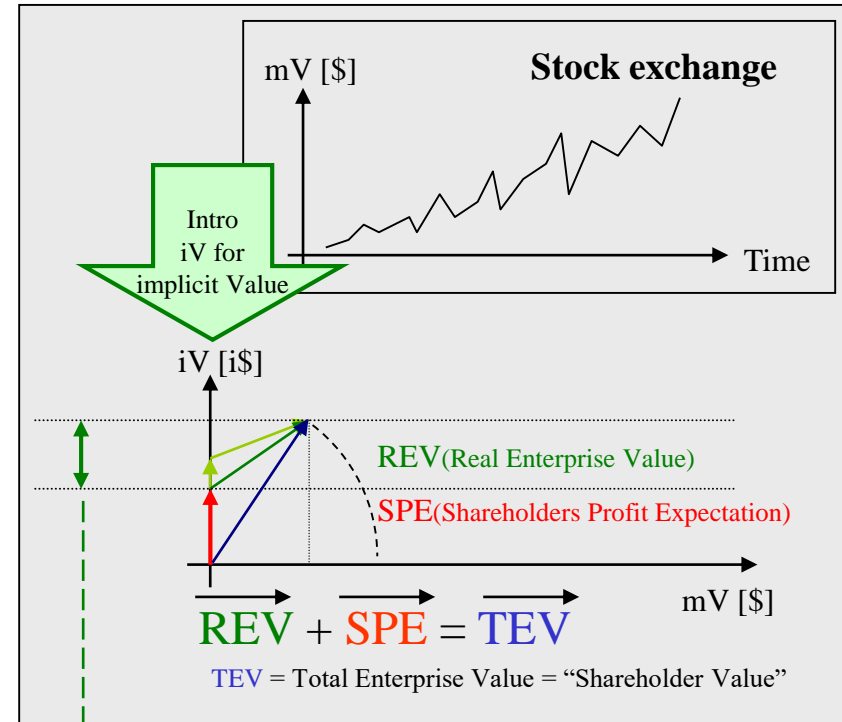 mV [$]
Stock exchange
Time
Intro
iV for
implicit Value
iV [i$]
REV(Real Enterprise Value)
SPE(Shareholders Profit Expectation)
mV [$]
REV + SPE = TEV
TEV = Total Enterprise Value = “Shareholder Value”